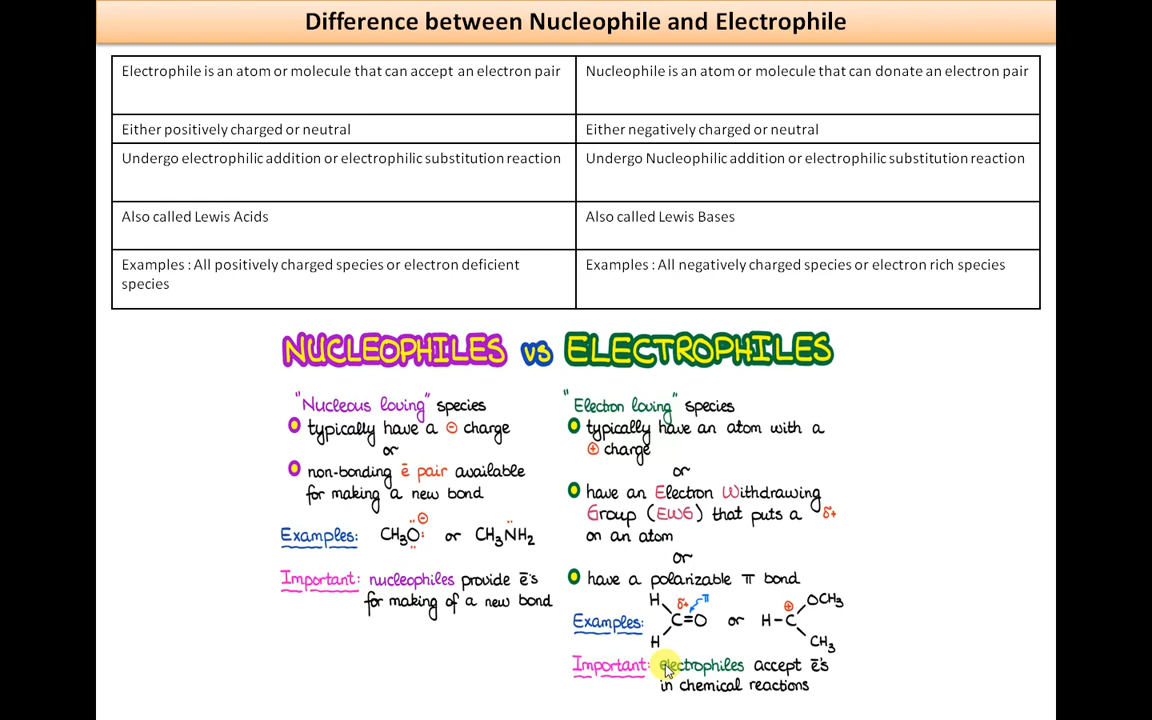 Difference between Nucleophile and Electrophile
Electrophile is an atom or molecule that can accept an electron pair
Nucleophile is an atom or molecule that can donate an electron pair
Either positively charged or neutral
Either negatively charged or neutral
Undergo electrophilic addition or electrophilic substitution reaction
Undergo Nucleophilic addition or electrophilic substitution reaction
Also called Lewis Acids
Also called Lewis Bases
Examples : All positively charged species or electron deficient
species
Examples : All negatively charged species or electron rich species
NUCLEOPHILES vs ELECTROPHILES
"Nucleous loving" species
typically have a ⊖ charge
or
non-bonding ē pair available
for making a new bond
Examples: CH₃O:⊖ or CH₃N̈H₂
Important: nucleophiles provide ē's
for making of a new bond
"Electron loving" species
typically have an atom with a
⊕ charge
or
have an Electron Withdrawing
Group (EWG) that puts a δ+
on an atom
or
have a polarizable π bond
H δ+ π ⊕ OCH₃
Examples: C=O or H-C
H CH₃
Important: electrophiles accept ē's
in chemical reactions